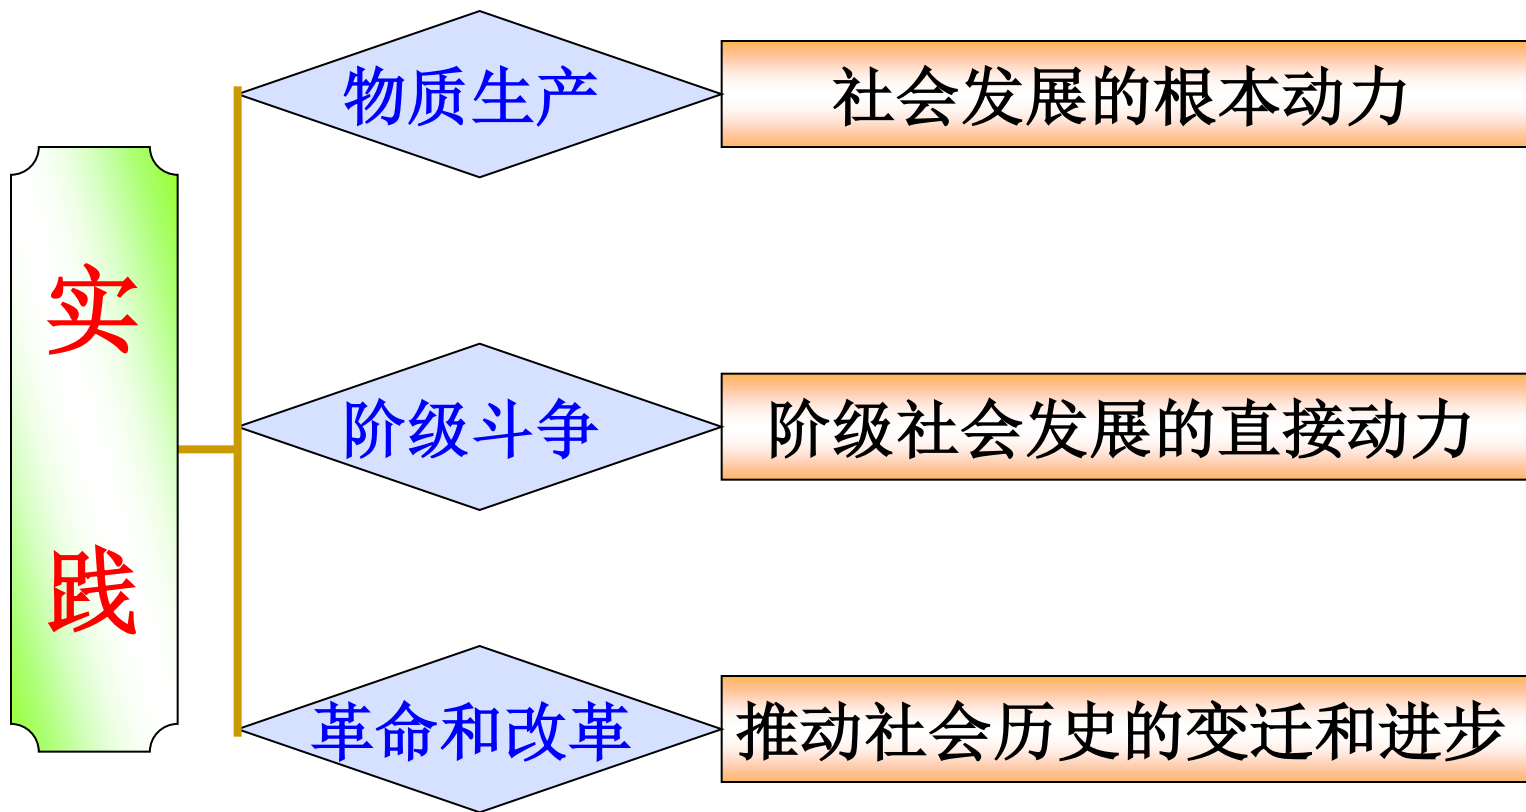 实
践
物质生产
社会发展的根本动力
阶级斗争
阶级社会发展的直接动力
革命和改革
推动社会历史的变迁和进步